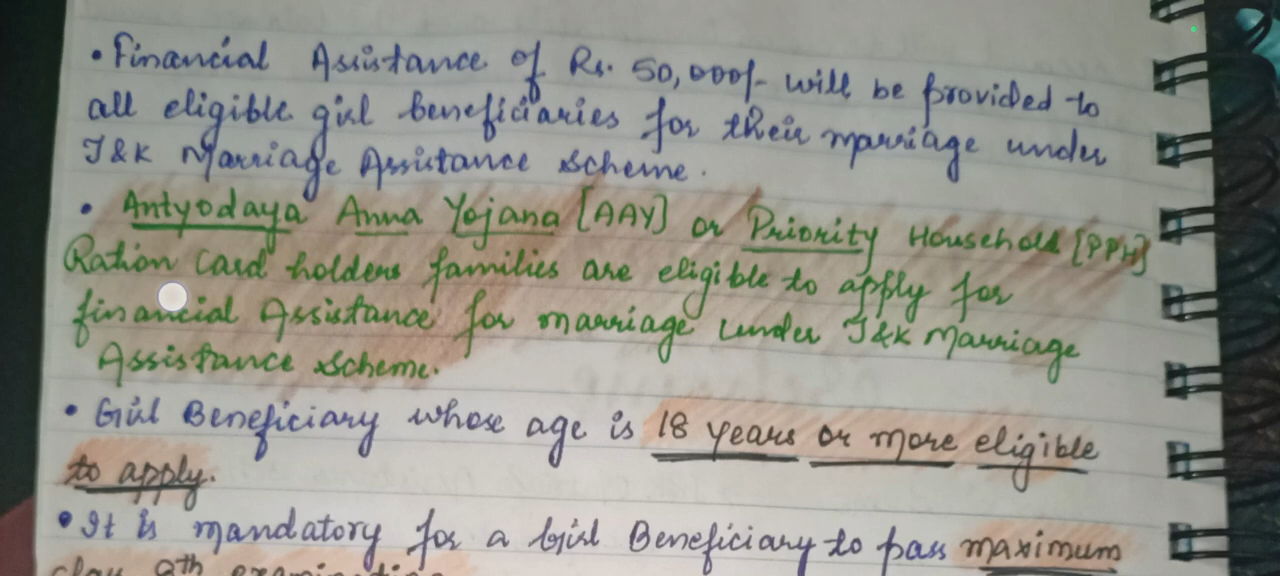 • Financial Assistance of Rs. 50,000/- will be provided to
all eligible girl beneficiaries for their marriage under
J&K Marriage Assistance scheme.
• Antyodaya Anna Yojana [AAY] or Priority Household [PPH]
Ration Card holders families are eligible to apply for
financial Assistance for marriage under J&K Marriage
Assistance scheme.
• Girl Beneficiary whose age is 18 years or more eligible
to apply.
• It is mandatory for a Girl Beneficiary to pass maximum
class 8th examination